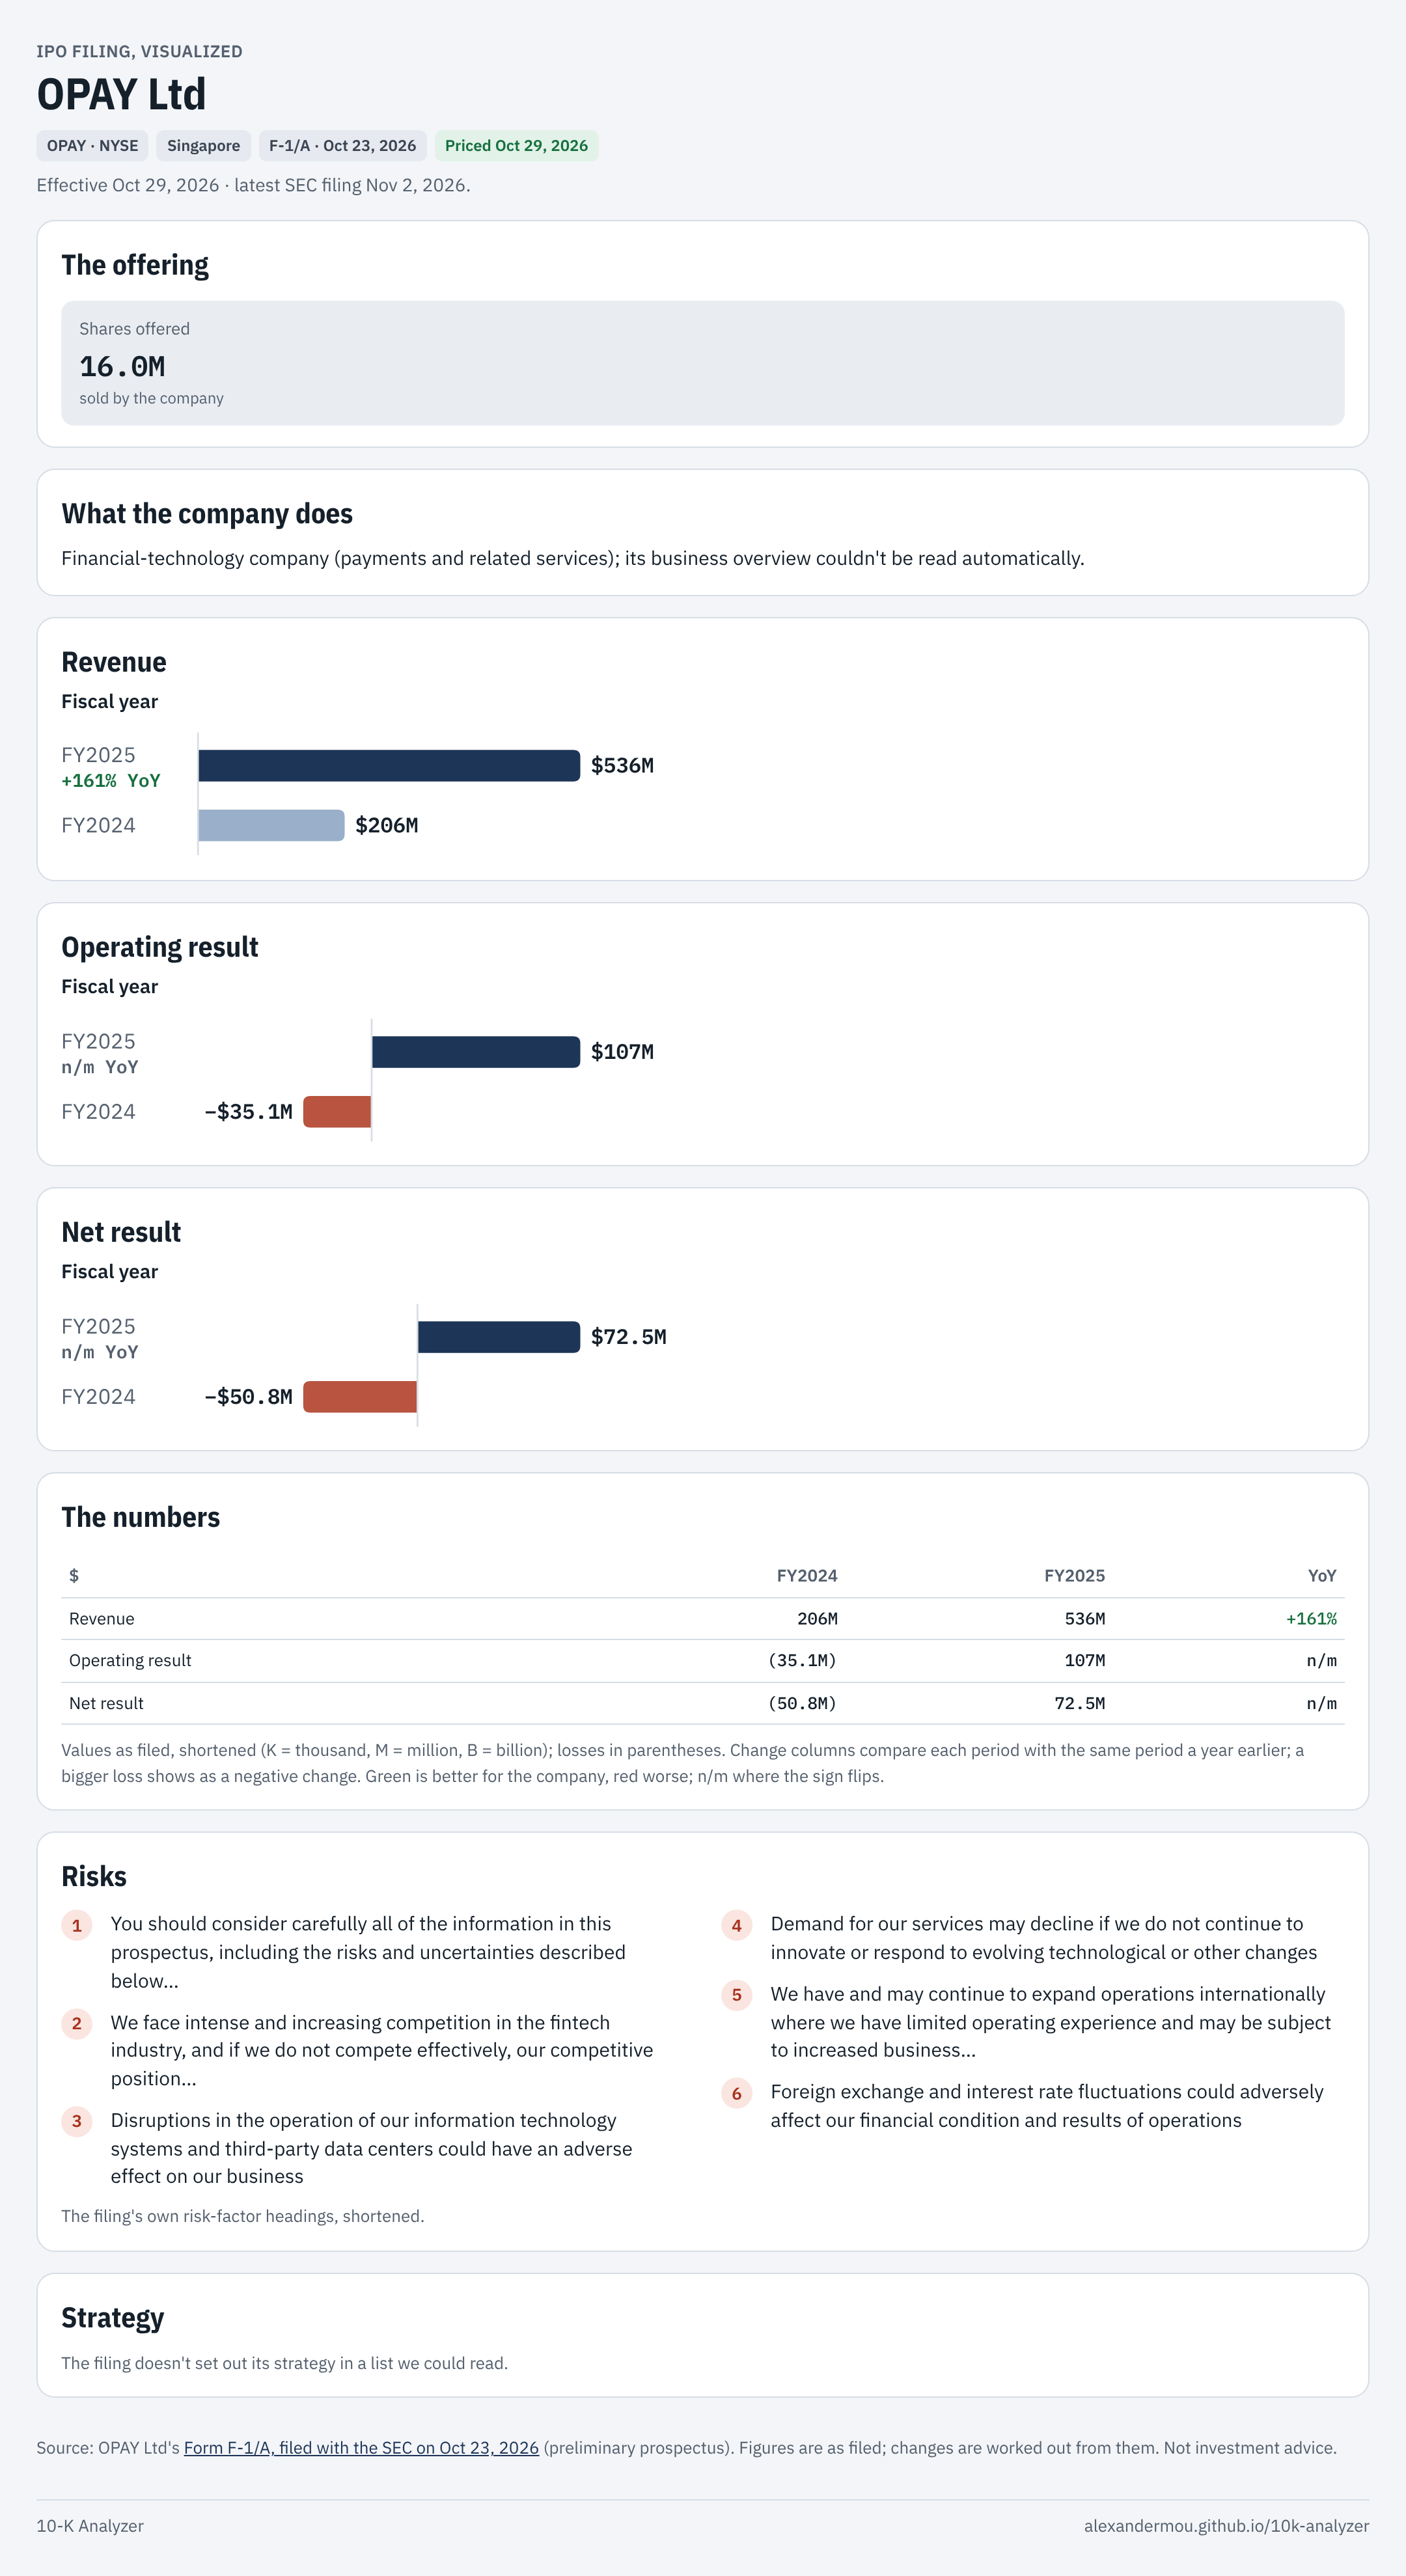 IPO FILING, VISUALIZED
OPAY Ltd
OPAY · NYSE
Singapore
F-1/A · Oct 23, 2026
Priced Oct 29, 2026
Effective Oct 29, 2026 · latest SEC filing Nov 2, 2026.
The offering
Shares offered
16.0M
sold by the company
What the company does
Financial-technology company (payments and related services); its business overview couldn't be read automatically.
Revenue
Fiscal year
FY2025
+161% YoY
$536M
FY2024
$206M
Operating result
Fiscal year
FY2025
n/m YoY
$107M
FY2024
−$35.1M
Net result
Fiscal year
FY2025
n/m YoY
$72.5M
FY2024
−$50.8M
The numbers
$ FY2024 FY2025 YoY
Revenue 206M 536M +161%
Operating result (35.1M) 107M n/m
Net result (50.8M) 72.5M n/m
Values as filed, shortened (K = thousand, M = million, B = billion); losses in parentheses. Change columns compare each period with the same period a year earlier; a
bigger loss shows as a negative change. Green is better for the company, red worse; n/m where the sign flips.
Risks
1 You should consider carefully all of the information in this
prospectus, including the risks and uncertainties described
below…
2 We face intense and increasing competition in the fintech
industry, and if we do not compete effectively, our competitive
position…
3 Disruptions in the operation of our information technology
systems and third-party data centers could have an adverse
effect on our business
4 Demand for our services may decline if we do not continue to
innovate or respond to evolving technological or other changes
5 We have and may continue to expand operations internationally
where we have limited operating experience and may be subject
to increased business…
6 Foreign exchange and interest rate fluctuations could adversely
affect our financial condition and results of operations
The filing's own risk-factor headings, shortened.
Strategy
The filing doesn't set out its strategy in a list we could read.
Source: OPAY Ltd's Form F-1/A, filed with the SEC on Oct 23, 2026 (preliminary prospectus). Figures are as filed; changes are worked out from them. Not investment advice.
10-K Analyzer
alexandermou.github.io/10k-analyzer